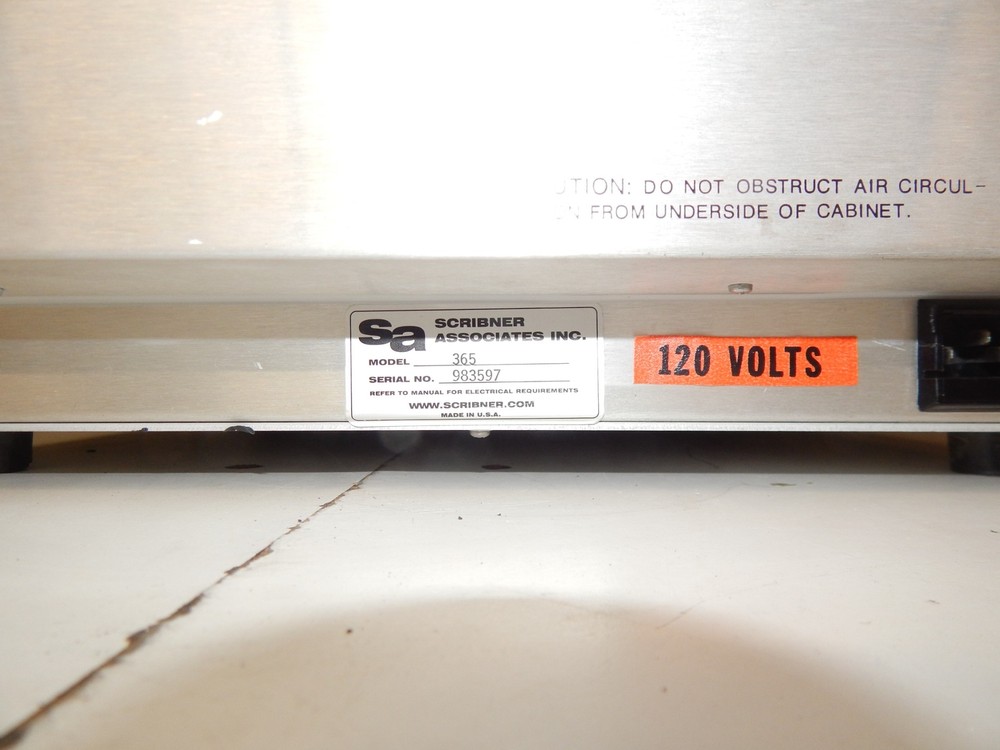 UTION: DO NOT OBSTRUCT AIR CIRCUL-
N FROM UNDERSIDE OF CABINET.
Sa SCRIBNER
ASSOCIATES INC.
MODEL 365
SERIAL NO. 983597
REFER TO MANUAL FOR ELECTRICAL REQUIREMENTS
WWW.SCRIBNER.COM
MADE IN U.S.A.
120 VOLTS